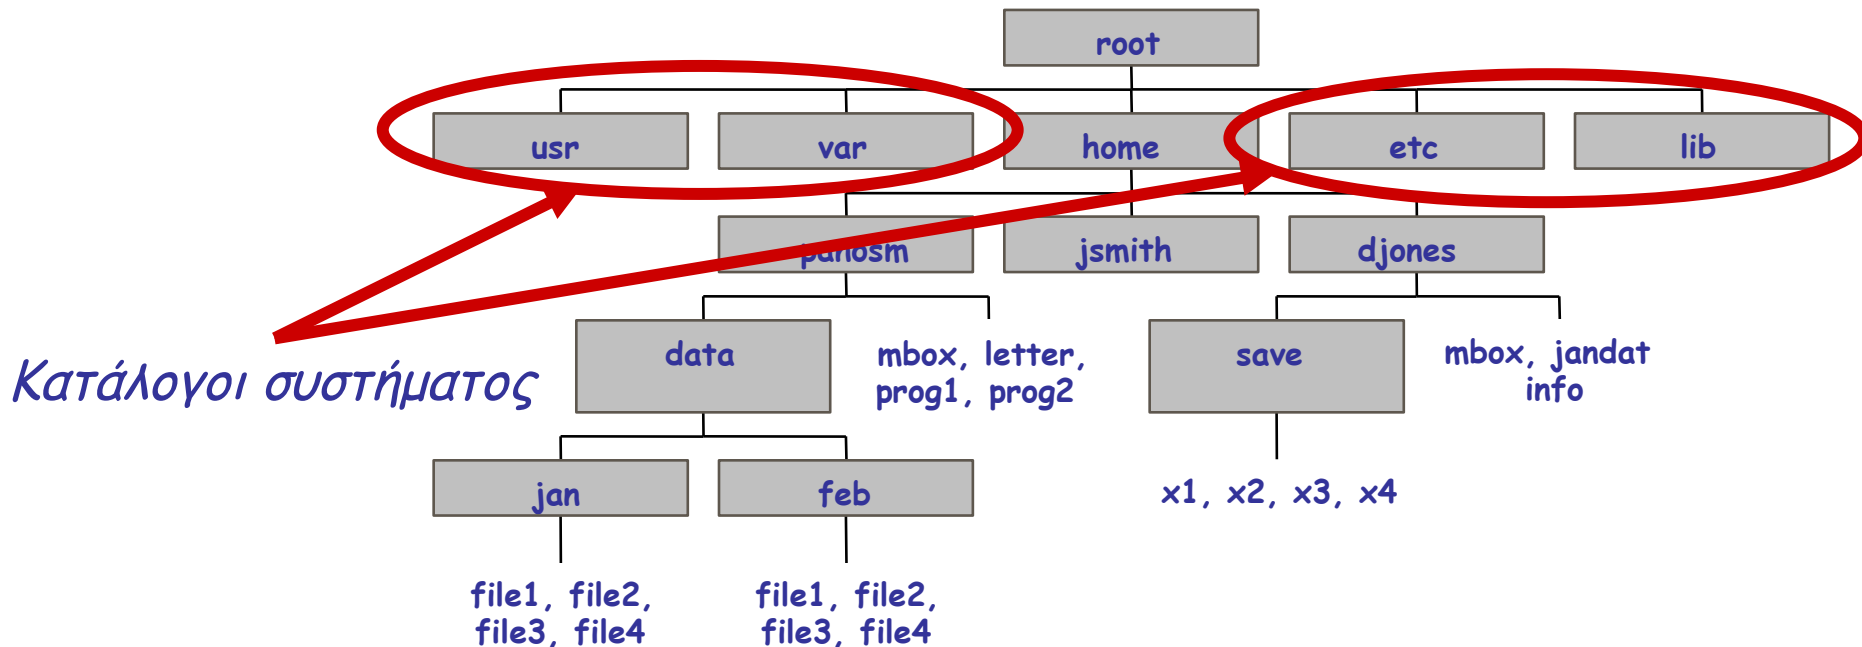 root
usr
var
home
etc
lib
panosm
jsmith
djones
data
mbox, letter,
prog1, prog2
save
mbox, jandat
info
Κατάλογοι συστήματος
jan
feb
x1, x2, x3, x4
file1, file2,
file3, file4
file1, file2,
file3, file4